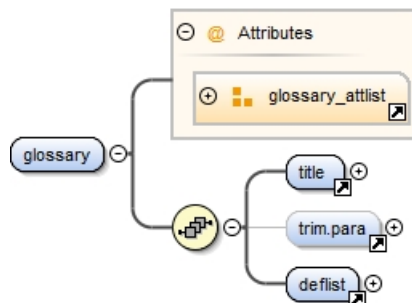 @ Attributes
glossary_attlist
glossary
title
trim.para
deflist